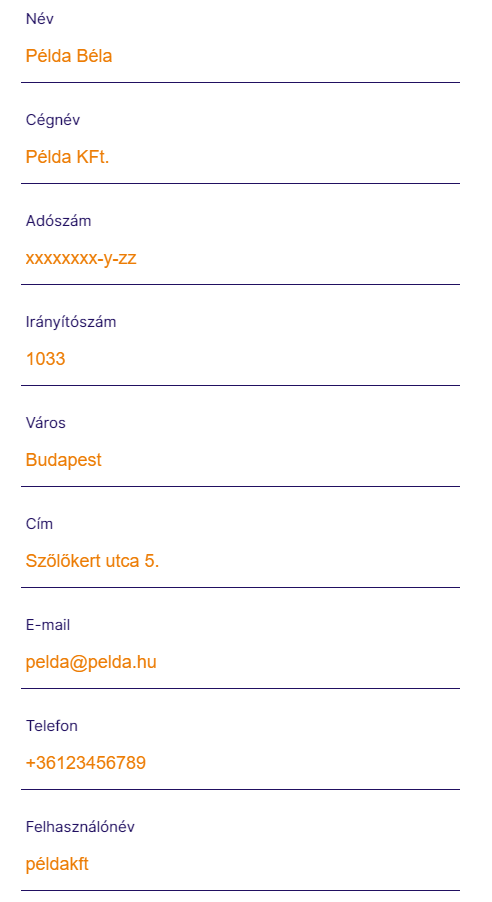 Név
Példa Béla
Cégnév
Példa KFt.
Adószám
xxxxxxxx-y-zz
Irányítószám
1033
Város
Budapest
Cím
Szőlőkert utca 5.
E-mail
pelda@pelda.hu
Telefon
+36123456789
Felhasználónév
példakft